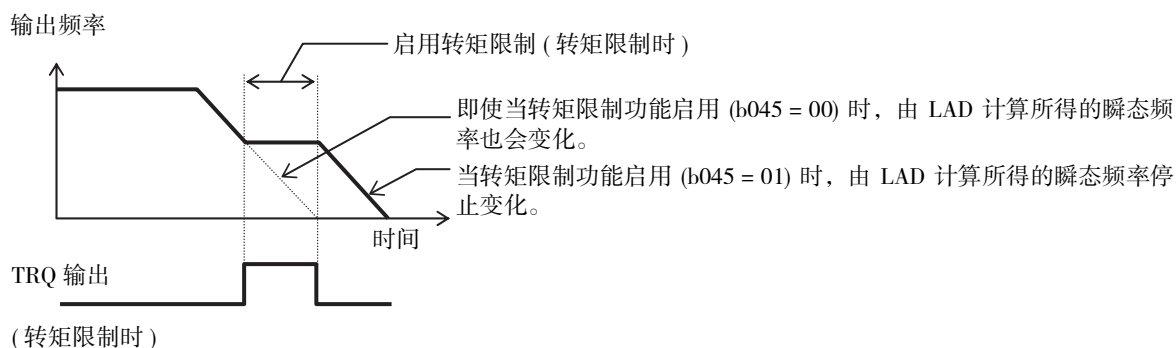 输出频率
启用转矩限制 ( 转矩限制时 )
即使当转矩限制功能启用 (b045 = 00) 时，由 LAD 计算所得的瞬态频
率也会变化。
当转矩限制功能启用 (b045 = 01) 时，由 LAD 计算所得的瞬态频率停
止变化。
时间
TRQ 输出
( 转矩限制时 )